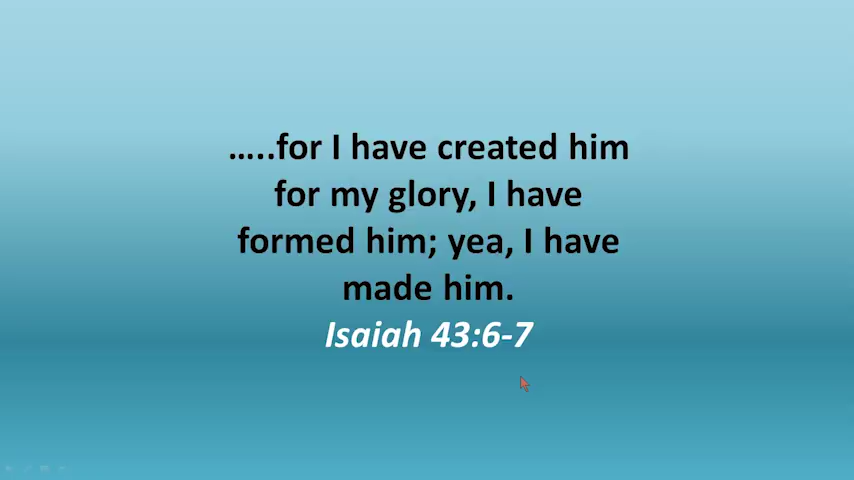 …..for I have created him
for my glory, I have
formed him; yea, I have
made him.
Isaiah 43:6-7